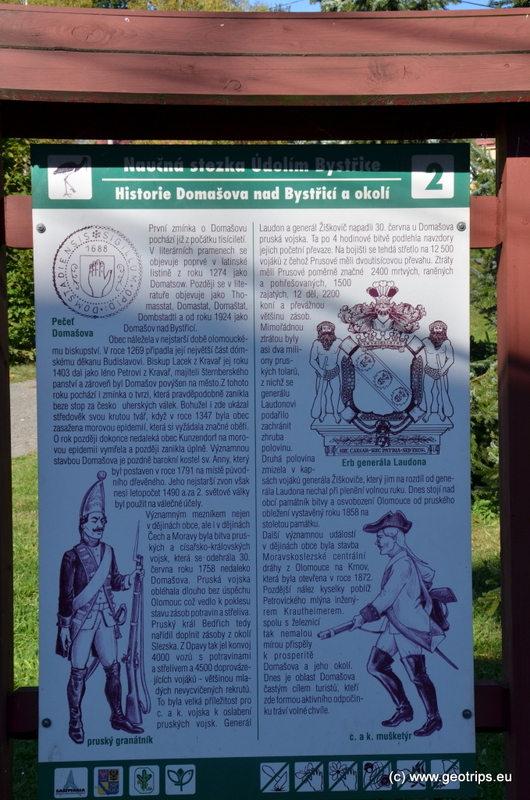 Naučná stezka Údolím Bystřice
Historie Domašova nad Bystřicí a okolí
2
1688
Pečeť
Domašova
První zmínka o Domašovu
pochází již z počátku tisíciletí.
V literárních pramenech se
objevuje poprvé v latinské
listině z roku 1274 jako
Domatsow. Později se v lite-
ratuře objevuje jako Tho-
masstat, Domastat, Domaštat,
Dombstadtl a od roku 1924 jako
Domašov nad Bystřicí.
Obec náležela v nejstarší době olomoucké-
mu biskupství. V roce 1269 připadla její největší část dóm-
skému děkanu Budislavovi. Biskup Lacek z Kravař jej roku
1403 dal jako léno Petrovi z Kravař, majiteli šternberského
panství a zároveň byl Domašov povýšen na město. Z tohoto
roku pochází i zmínka o tvrzi, která pravděpodobně zanikla
beze stop za česko uherských válek. Bohužel i zde ukázal
středověk svou krutou tvář, když v roce 1347 byla obec
zasažena morovou epidemií, která si vyžádala značné oběti.
O rok později dokonce nedaleká obec Kunzendorf na moro-
vou epidemii vymřela a později zanikla úplně. Významnou
stavbou Domašova je pozdně barokní kostel sv. Anny, který
byl postaven v roce 1791 na místě původ-
ního dřevěného. Jeho nejstarší zvon však
nesl letopočet 1490 a za 2. světové války
byl použit na válečné účely.
Významným mezníkem nejen
v dějinách obce, ale i v dějinách
Čech a Moravy byla bitva prus-
kých a císařsko-královských
vojsk, která se odehrála 30.
června roku 1758 nedaleko
Domašova. Pruská vojska
obléhala dlouho bez úspěchu
Olomouc což vedlo k poklesu
stavu zásob potravin a střeliva.
Pruský král Bedřich tedy
nařídil doplnit zásoby z okolí
Slezska. Z Opavy tak jel konvoj
4000 vozů s potravinami
a střelivem a 4500 doprováze-
jících vojáků - většinou mla-
dých nevycvičených rekrutů.
To byla velká příležitost pro
c. a k. vojska k oslabení
pruských vojsk. Generál
pruský granátník
Laudon a generál Žiškovič napadli 30. června u Domašova
pruská vojska. Ta po 4 hodinové bitvě podlehla navzdory
jejich početní převaze. Na bojišti se tehdá střetlo na 12 500
vojáků z čehož Prusové měli dvoutisícovou převahu. Ztráty
měli Prusové poměrně značné 2400 mrtvých, raněných
a pohřešovaných, 1500
zajatých, 12 děl, 2200
koní a převážnou
většinu zásob.
Mimořádnou
ztrátou byly
asi dva milió-
ny prus-
kých tolarů,
z nichž se
generálu
Laudonovi
podařilo
zachránit
zhruba
polovinu.
Druhá polovina
zmizela v kap-
sách vojáků generála Žiškoviče, který jim na rozdíl od gene-
rála Laudona nechal při plenění volnou ruku. Dnes stojí nad
obcí památník bitvy a osvobození Olomouce od pruského
obležení vystavěný roku 1858 na
stoletou památku.
HIC CAESAR·HIC PATRIA·SED ERIT
Erb generála Laudona
Další významnou událostí
v dějinách obce byla stavba
Moravskoslezské centrální
dráhy z Olomouce na Krnov,
která byla otevřena v roce 1872.
Pozdější nález kyselky poblíž
Petrovického mlýna inžený-
rem Krautheimerem,
spolu s železnicí
tak nemalou
mírou přispěly
k prosperitě
Domašova a jeho okolí.
Dnes je oblast Domašova
častým cílem turistů, kteří
zde formou aktivního odpočin-
ku tráví volné chvíle.
c. a k. mušketýr
(c) www.geotrips.eu